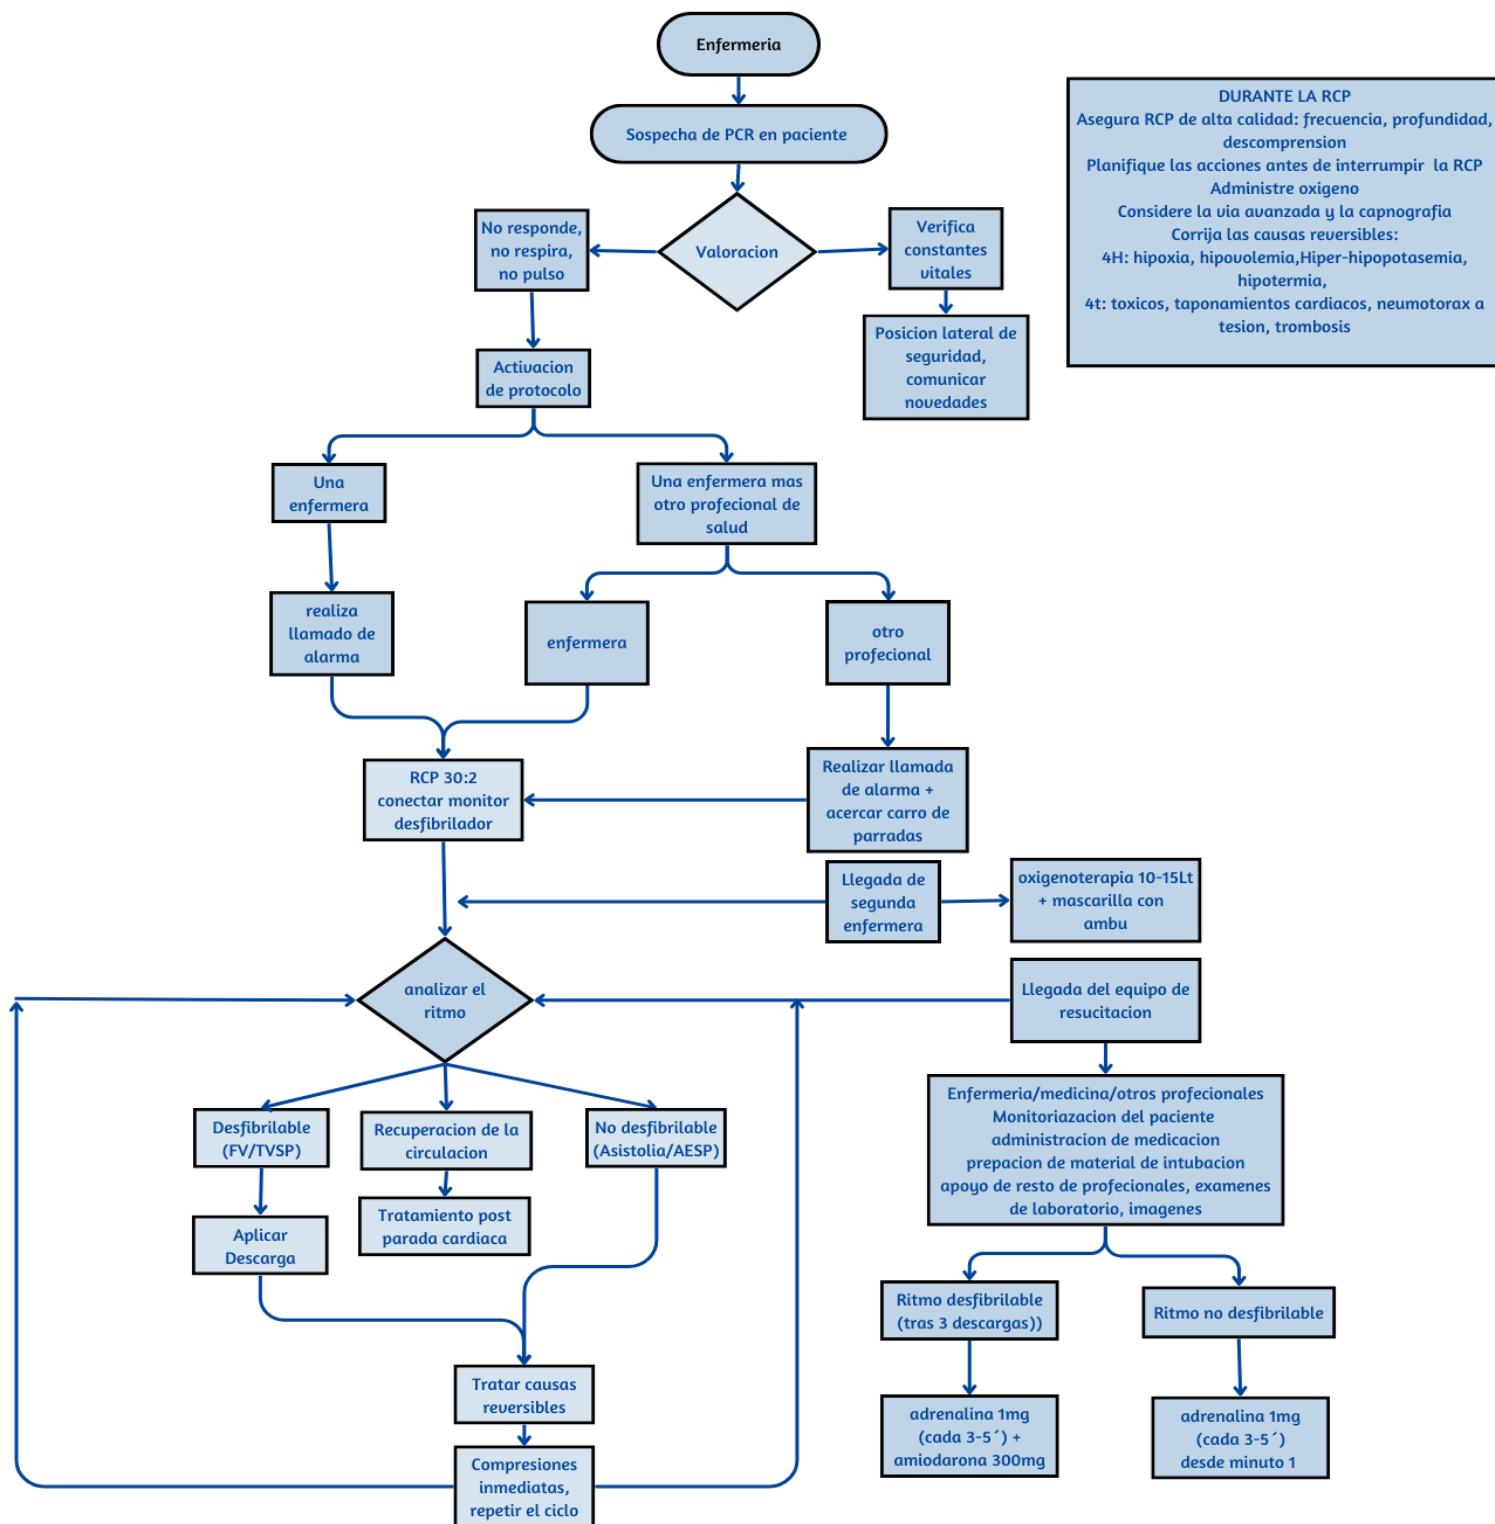 Enfermeria
Sospecha de PCR en paciente
DURANTE LA RCP
Asegura RCP de alta calidad: frecuencia, profundidad,
descompresion
Planifique las acciones antes de interrumpir la RCP
Administre oxigeno
Considere la via avanzada y la capnografia
Corrija las causas reversibles:
4H: hipoxia, hipovolemia,Hiper-hipopotasemia,
hipotermia,
4t: toxicos, taponamientos cardiacos, neumotorax a
tesion, trombosis
Valoracion
No responde,
no respira,
no pulso
Verifica
constantes
vitales
Posicion lateral de
seguridad,
comunicar
novedades
Activacion
de protocolo
Una
enfermera
Una enfermera mas
otro profecional de
salud
realiza
llamado de
alarma
enfermera
otro
profecional
RCP 30:2
conectar monitor
desfibrilador
Realizar llamada
de alarma +
acercar carro de
parradas
Llegada de
segunda
enfermera
oxigenoterapia 10-15Lt
+ mascarilla con
ambu
analizar el
ritmo
Llegada del equipo de
resucitacion
Enfermeria/medicina/otros profecionales
Monitoriazacion del paciente
administracion de medicacion
prepacion de material de intubacion
apoyo de resto de profecionales, examenes
de laboratorio, imagenes
Desfibrilable
(FV/TVSP)
Recuperacion de la
circulacion
No desfibrilable
(Asistolia/AESP)
Aplicar
Descarga
Tratamiento post
parada cardiaca
Ritmo desfibrilable
(tras 3 descargas))
Ritmo no desfibrilable
Tratar causas
reversibles
adrenalina 1mg
(cada 3-5´) +
amiodarona 300mg
adrenalina 1mg
(cada 3-5´)
desde minuto 1
Compresiones
inmediatas,
repetir el ciclo